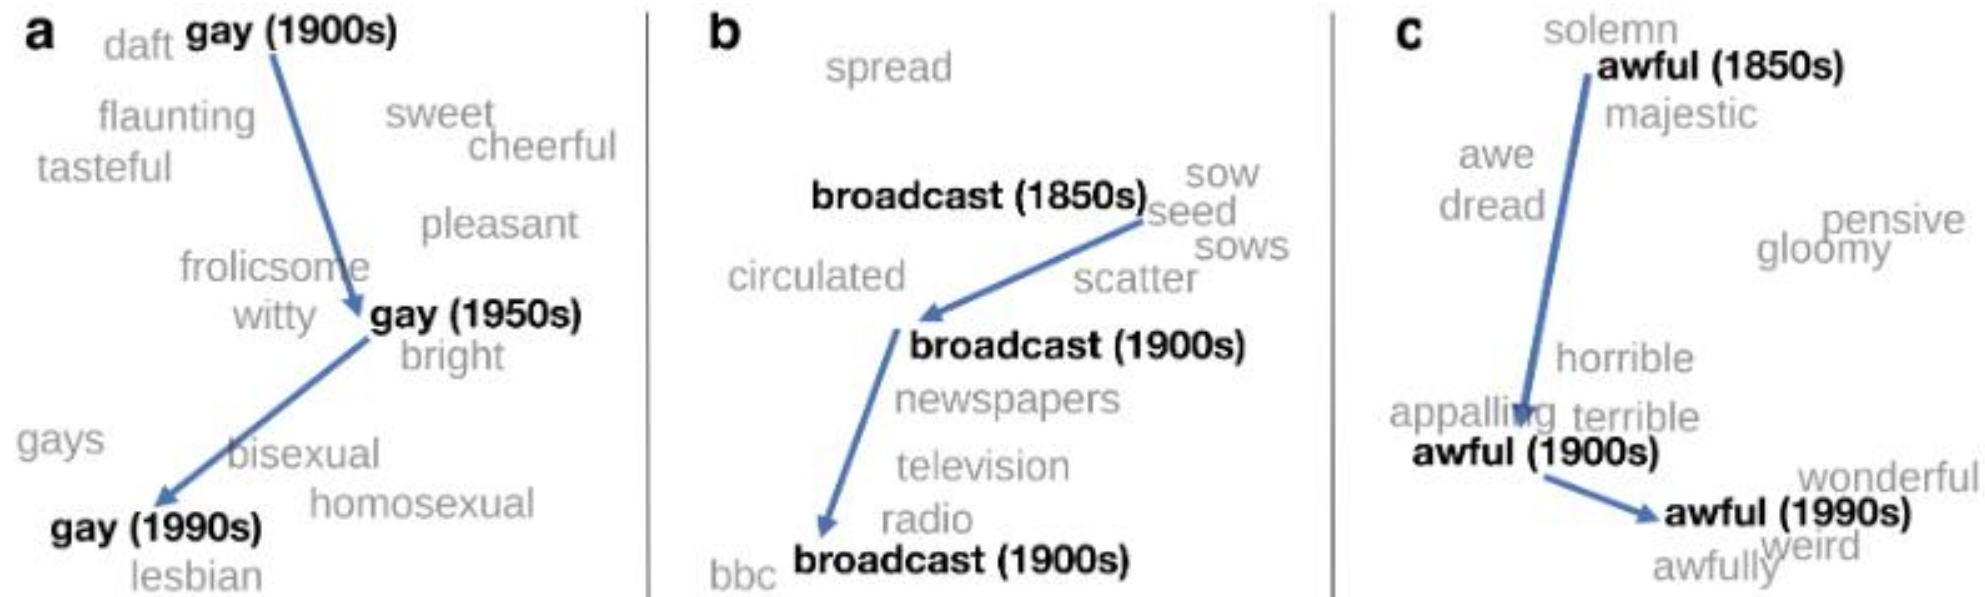 a
daft gay (1900s)
flaunting
sweet
cheerful
tasteful
pleasant
frolicsome
witty
gay (1950s)
bright
gays
bisexual
homosexual
gay (1990s)
lesbian
b
spread
broadcast (1850s)
sow
seed
sows
circulated
scatter
broadcast (1900s)
newspapers
television
radio
bbc broadcast (1900s)
c
solemn
awful (1850s)
majestic
awe
dread
pensive
gloomy
horrible
appalling terrible
awful (1900s)
wonderful
awful (1990s)
weird
awfully